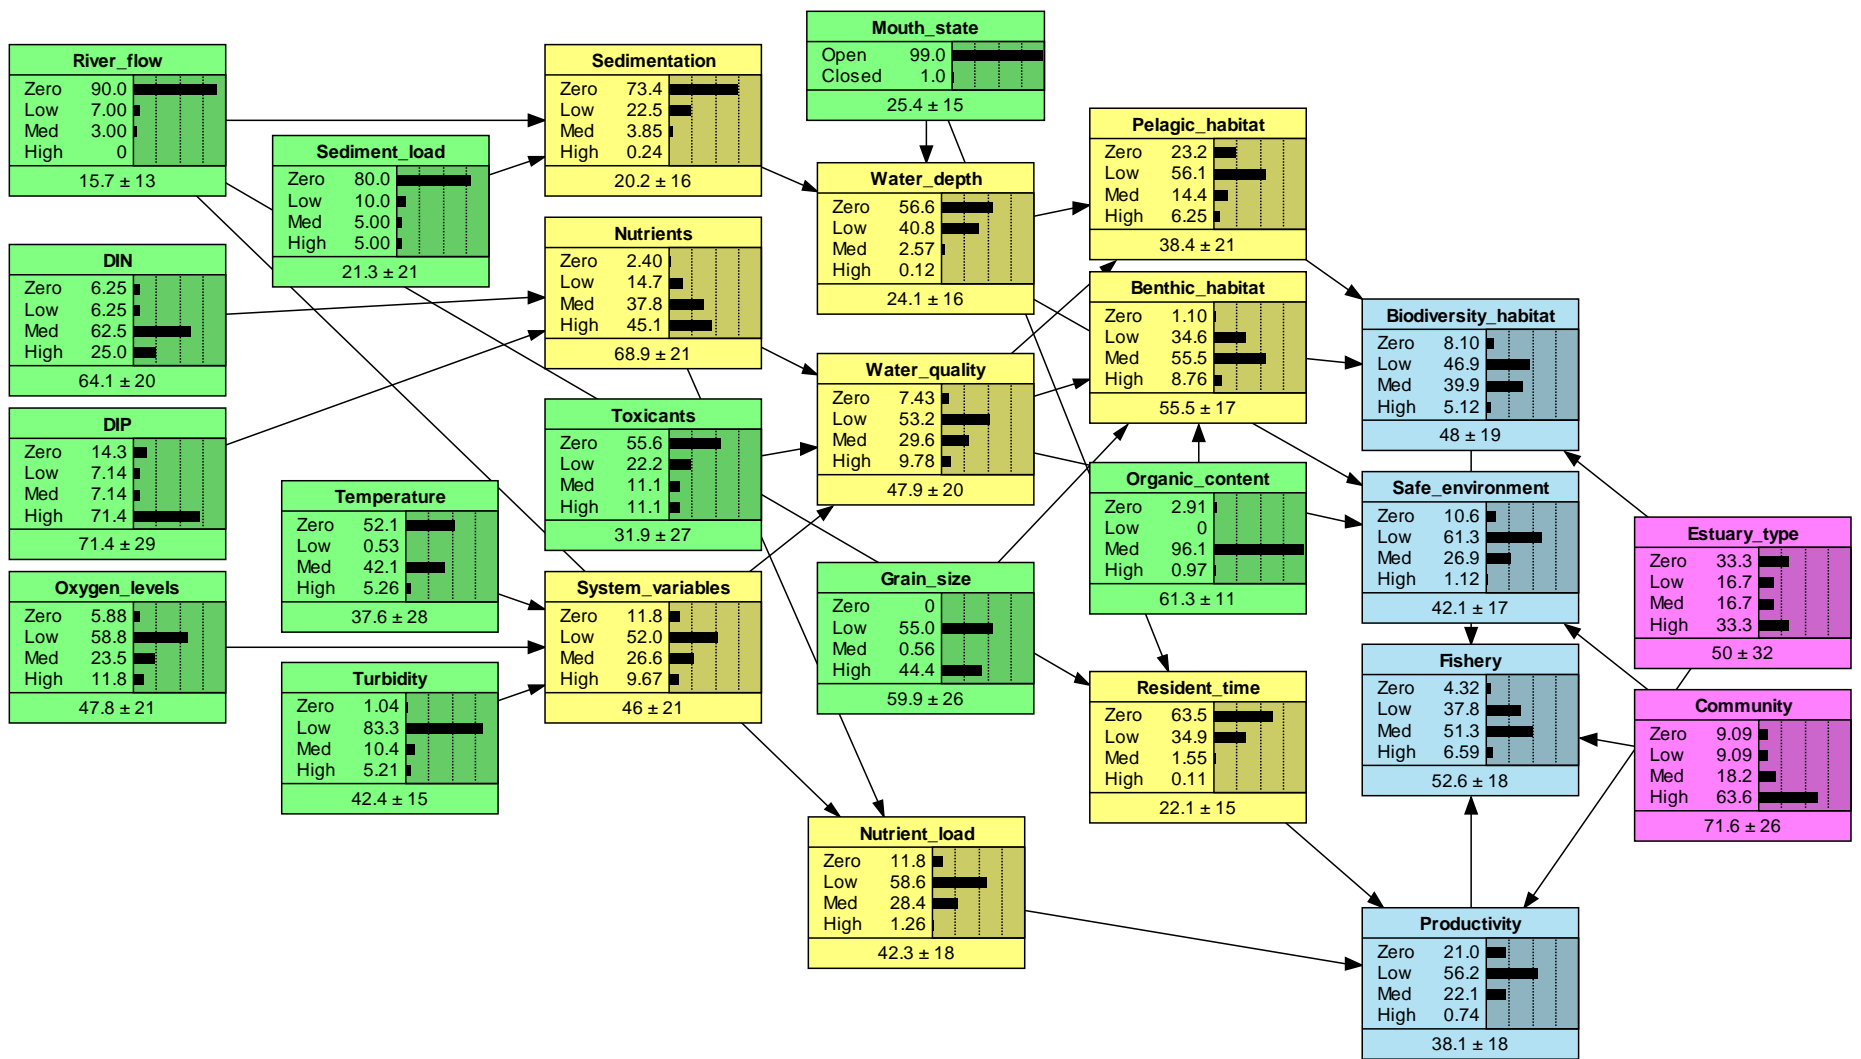 Mouth_state
Open 99.0
Closed 1.0
25.4 ± 15
River_flow
Zero 90.0
Low 7.00
Med 3.00
High 0
15.7 ± 13
Sedimentation
Zero 73.4
Low 22.5
Med 3.85
High 0.24
20.2 ± 16
Sediment_load
Zero 80.0
Low 10.0
Med 5.00
High 5.00
21.3 ± 21
Pelagic_habitat
Zero 23.2
Low 56.1
Med 14.4
High 6.25
38.4 ± 21
Water_depth
Zero 56.6
Low 40.8
Med 2.57
High 0.12
24.1 ± 16
Nutrients
Zero 2.40
Low 14.7
Med 37.8
High 45.1
68.9 ± 21
DIN
Zero 6.25
Low 6.25
Med 62.5
High 25.0
64.1 ± 20
Benthic_habitat
Zero 1.10
Low 34.6
Med 55.5
High 8.76
55.5 ± 17
Biodiversity_habitat
Zero 8.10
Low 46.9
Med 39.9
High 5.12
48 ± 19
Water_quality
Zero 7.43
Low 53.2
Med 29.6
High 9.78
47.9 ± 20
DIP
Zero 14.3
Low 7.14
Med 7.14
High 71.4
71.4 ± 29
Toxicants
Zero 55.6
Low 22.2
Med 11.1
High 11.1
31.9 ± 27
Organic_content
Zero 2.91
Low 0
Med 96.1
High 0.97
61.3 ± 11
Safe_environment
Zero 10.6
Low 61.3
Med 26.9
High 1.12
42.1 ± 17
Temperature
Zero 52.1
Low 0.53
Med 42.1
High 5.26
37.6 ± 28
Estuary_type
Zero 33.3
Low 16.7
Med 16.7
High 33.3
50 ± 32
Oxygen_levels
Zero 5.88
Low 58.8
Med 23.5
High 11.8
47.8 ± 21
System_variables
Zero 11.8
Low 52.0
Med 26.6
High 9.67
46 ± 21
Grain_size
Zero 0
Low 55.0
Med 0.56
High 44.4
59.9 ± 26
Fishery
Zero 4.32
Low 37.8
Med 51.3
High 6.59
52.6 ± 18
Turbidity
Zero 1.04
Low 83.3
Med 10.4
High 5.21
42.4 ± 15
Resident_time
Zero 63.5
Low 34.9
Med 1.55
High 0.11
22.1 ± 15
Community
Zero 9.09
Low 9.09
Med 18.2
High 63.6
71.6 ± 26
Nutrient_load
Zero 11.8
Low 58.6
Med 28.4
High 1.26
42.3 ± 18
Productivity
Zero 21.0
Low 56.2
Med 22.1
High 0.74
38.1 ± 18